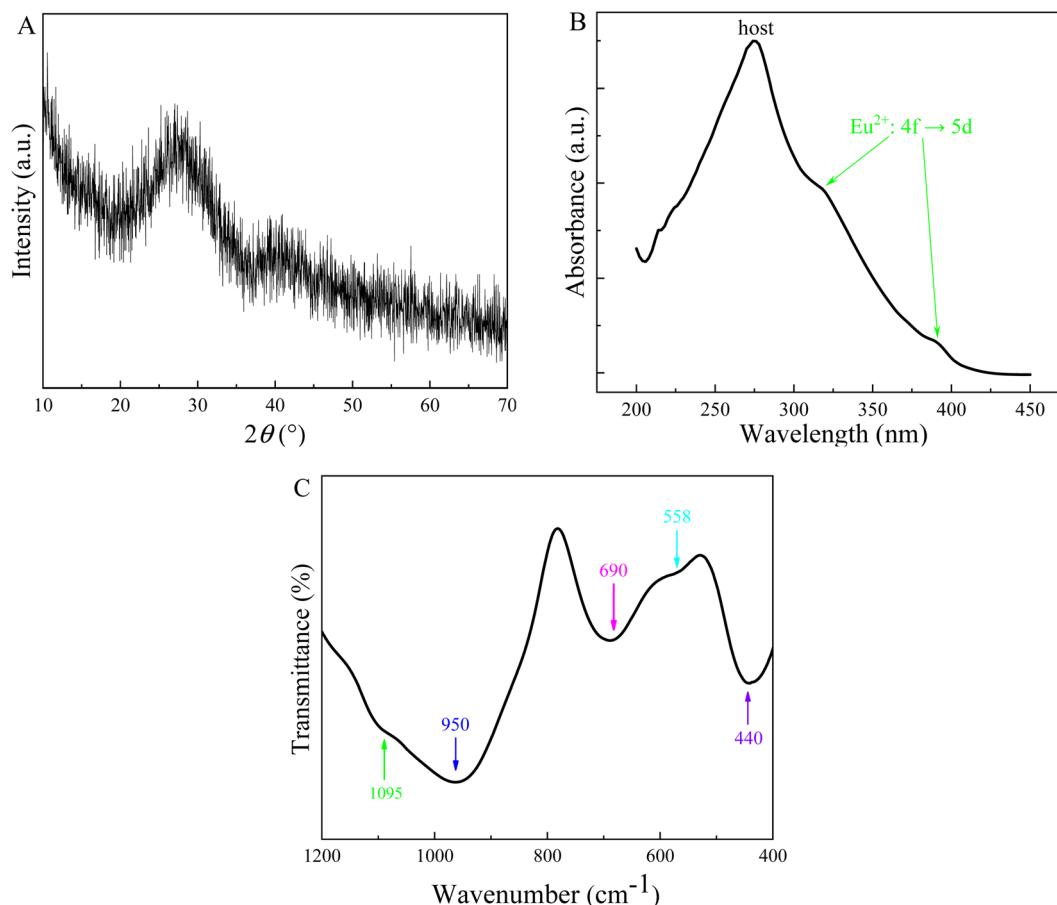 A
Intensity (a.u.)
10 20 30 40 50 60 70
2θ (°)
B
host
Eu²⁺: 4f → 5d
Absorbance (a.u.)
200 250 300 350 400 450
Wavelength (nm)
C
558
690
950
440
1095
Transmittance (%)
1200 1000 800 600 400
Wavenumber (cm⁻¹)